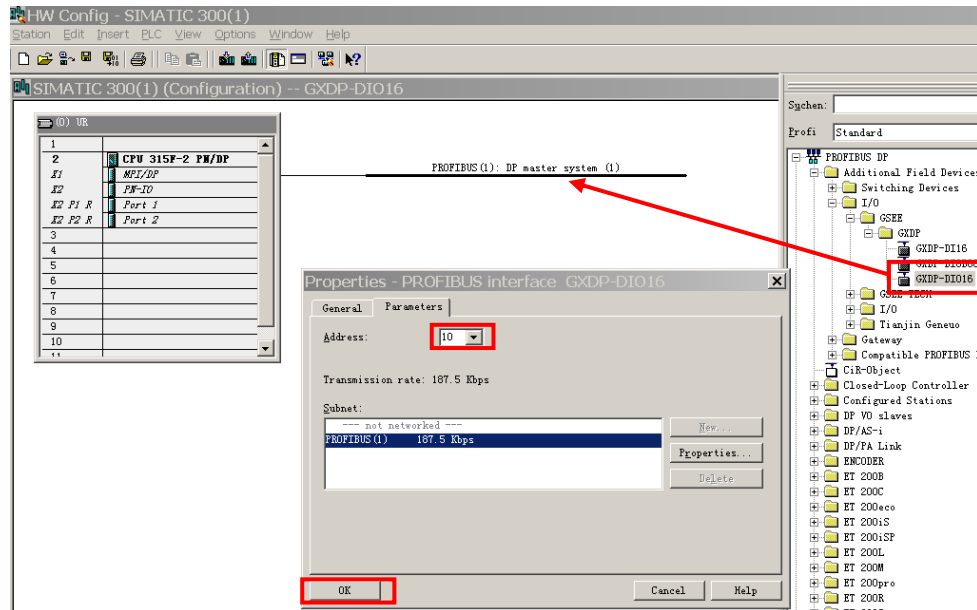 HW Config - SIMATIC 300(1)
Station Edit Insert PLC View Options Window Help
SIMATIC 300(1) (Configuration) -- GXDP-DIO16
(0) UR
1
2 CPU 315F-2 PN/DP
X1 MPI/DP
X2 PN-IO
X2 P1 R Port 1
X2 P2 R Port 2
3
4
5
6
7
8
9
10
11
PROFIBUS(1): DP master system (1)
Properties - PROFIBUS interface GXDP-DIO16
General Parameters
Address: 10
Transmission rate: 187.5 Kbps
Subnet:
--- not networked ---
PROFIBUS(1) 187.5 Kbps
New...
Properties...
Delete
OK Cancel Help
Suchen:
Profi Standard
PROFIBUS DP
Additional Field Devices
Switching Devices
I/O
GSEE
GXDP
GXDP-DI16
GXDP-DIO16
GSEE-TECH
I/O
Tianjin Geneuo
Gateway
Compatible PROFIBUS
CiR-Object
Closed-Loop Controller
Configured Stations
DP V0 slaves
DP/AS-i
DP/PA Link
ENCODER
ET 200B
ET 200C
ET 200eco
ET 200iS
ET 200iSP
ET 200L
ET 200M
ET 200pro
ET 200R